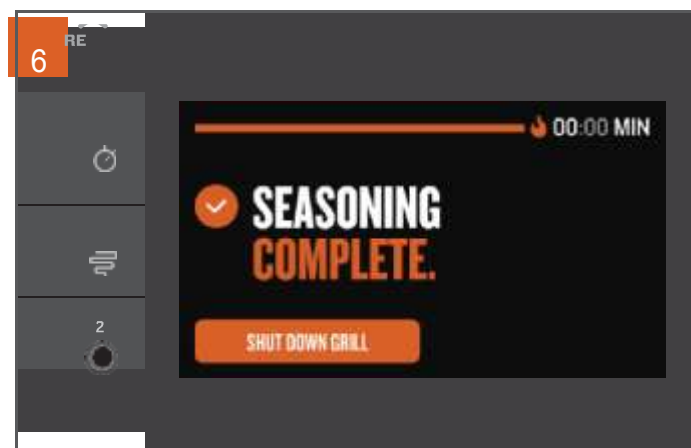 6
RE
00:00 MIN
SEASONING
COMPLETE.
SHUT DOWN GRILL
2